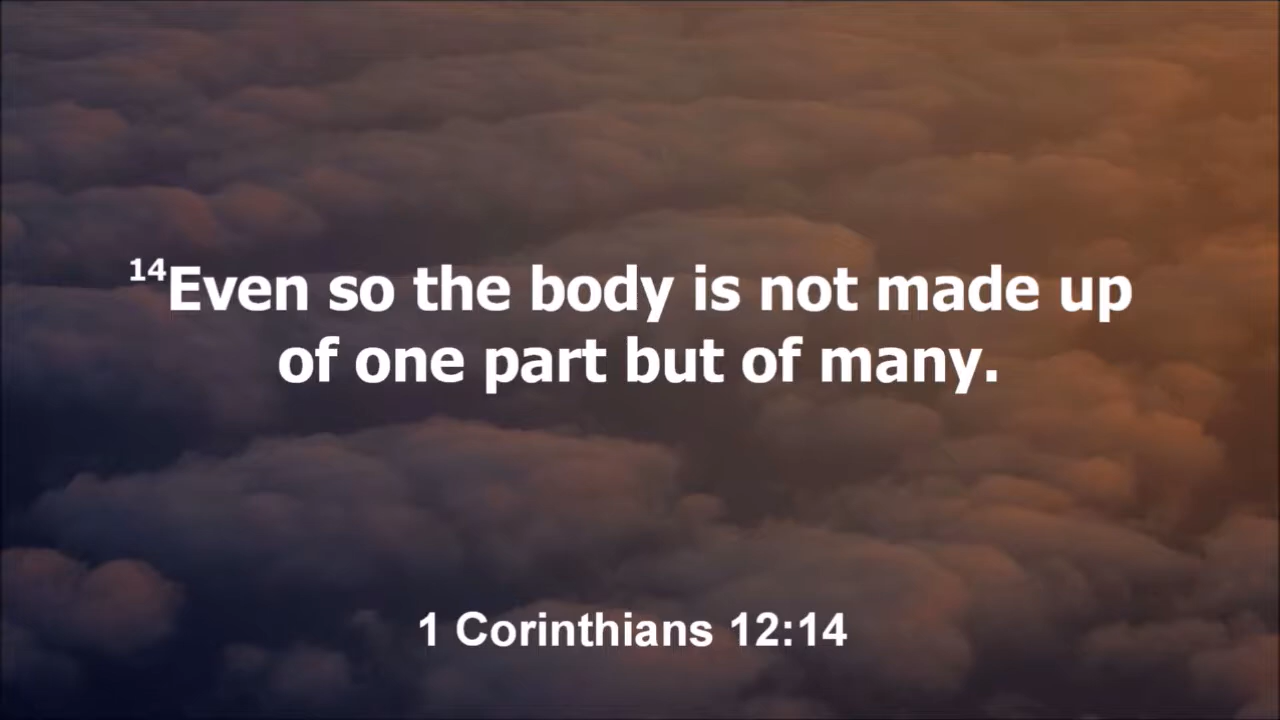 14Even so the body is not made up
of one part but of many.
1 Corinthians 12:14